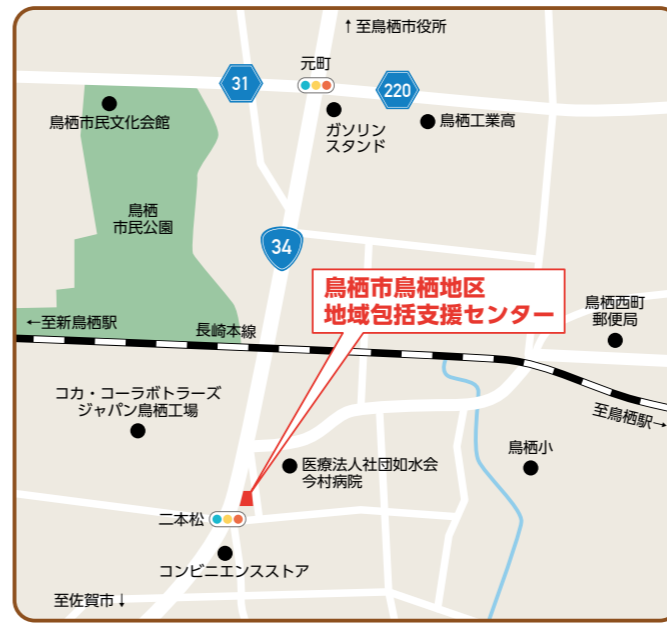 ↑至鳥栖市役所
元町
31
220
鳥栖市民文化会館
ガソリン
スタンド
鳥栖工業高
鳥栖
市民公園
34
鳥栖市鳥栖地区
地域包括支援センター
鳥栖西町
郵便局
←至新鳥栖駅
長崎本線
コカ・コーラボトラーズ
ジャパン鳥栖工場
至鳥栖駅→
鳥栖小
医療法人社団如水会
今村病院
二本松
コンビニエンスストア
至佐賀市↓